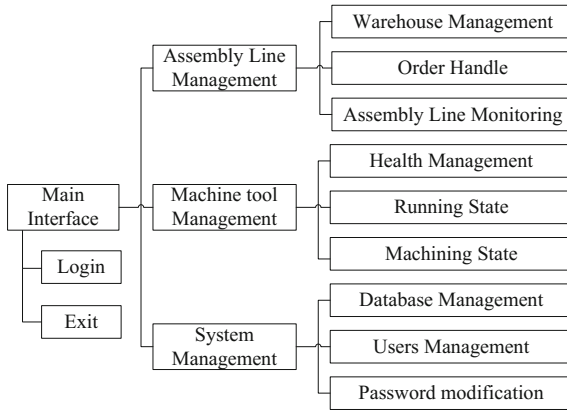 Main
Interface
Login
Exit
Assembly Line
Management
Warehouse Management
Order Handle
Assembly Line Monitoring
Machine tool
Management
Health Management
Running State
Machining State
System
Management
Database Management
Users Management
Password modification